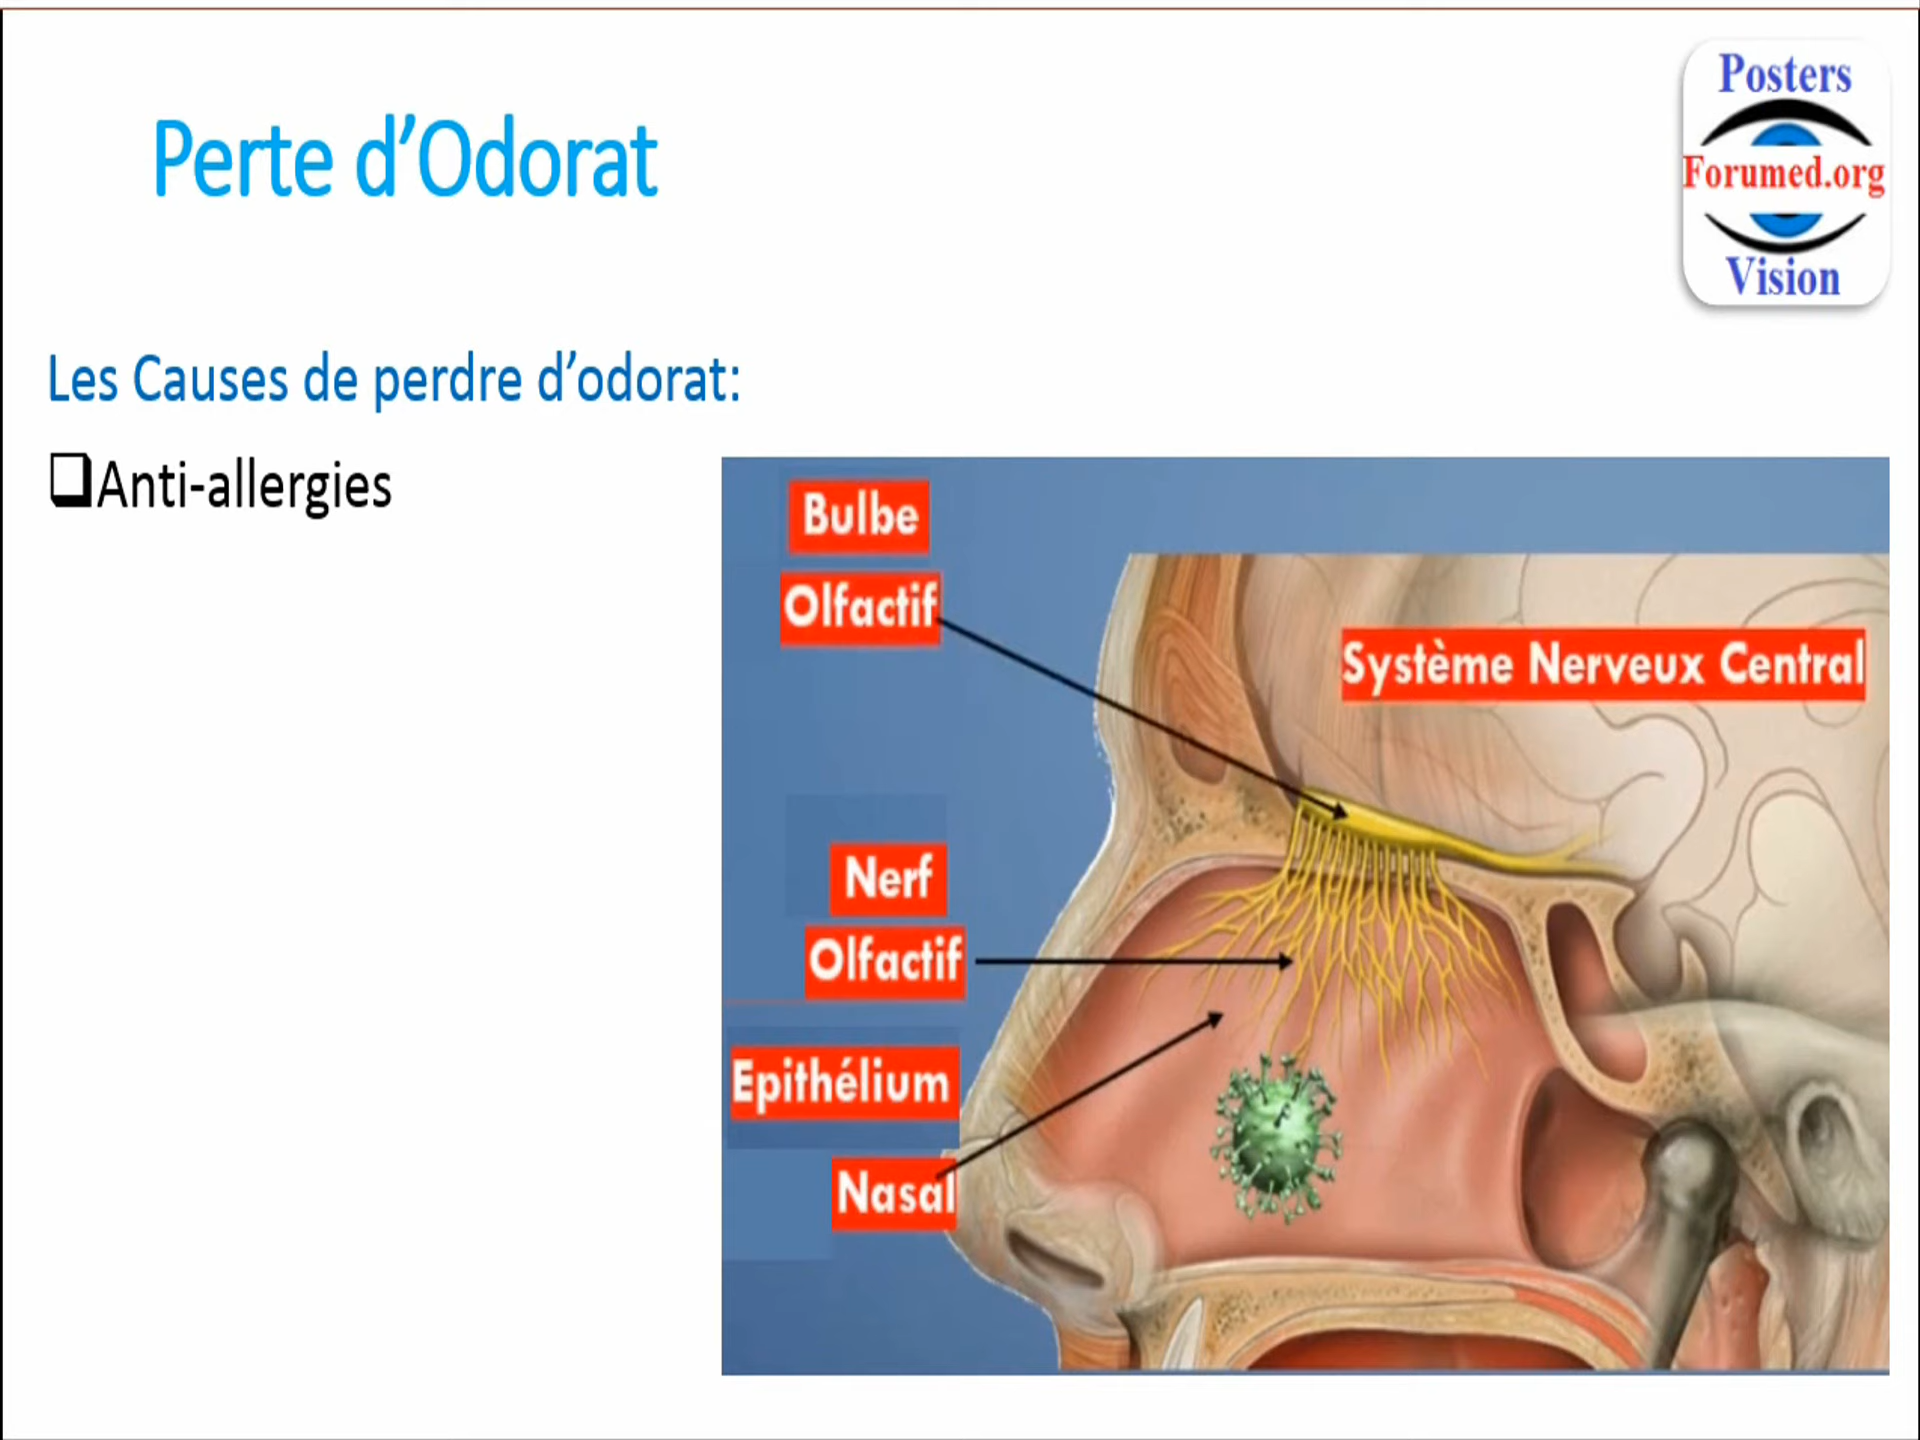 Perte d’Odorat
Posters
Forumed.org
Vision
Les Causes de perdre d’odorat:
❑Anti-allergies
Bulbe
Olfactif
Système Nerveux Central
Nerf
Olfactif
Epithélium
Nasal